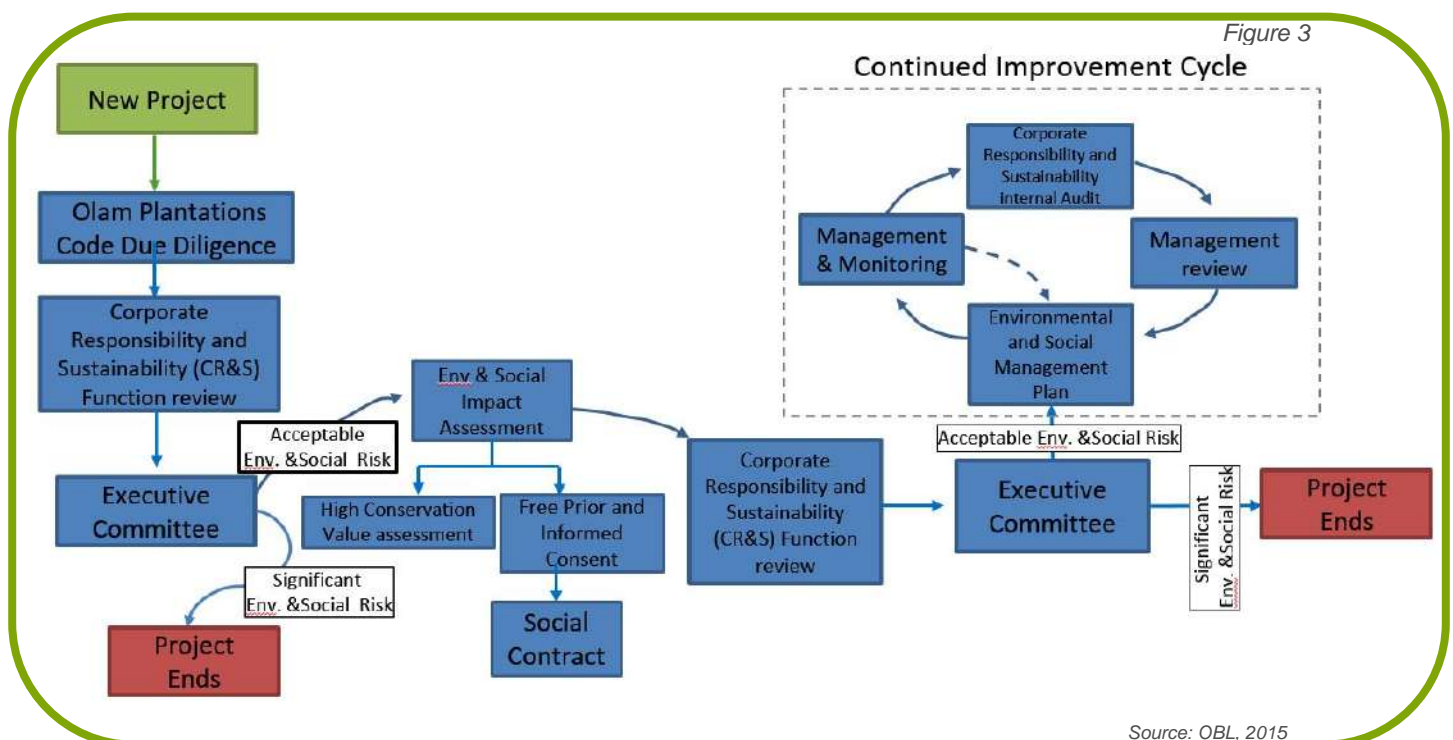 Figure 3
Continued Improvement Cycle
New Project
Olam Plantations
Code Due Diligence
Corporate
Responsibility and
Sustainability (CR&S)
Function review
Executive
Committee
Acceptable
Env. &Social Risk
Significant
Env. &Social Risk
Project
Ends
Env & Social
Impact
Assessment
High Conservation
Value assessment
Free Prior and
Informed
Consent
Social
Contract
Corporate
Responsibility and
Sustainability
(CR&S) Function
review
Executive
Committee
Acceptable Env. &Social Risk
Significant
Env. &Social Risk
Project
Ends
Environmental
and Social
Management
Plan
Management
& Monitoring
Corporate
Responsibility and
Sustainability
Internal Audit
Management
review
Source: OBL, 2015